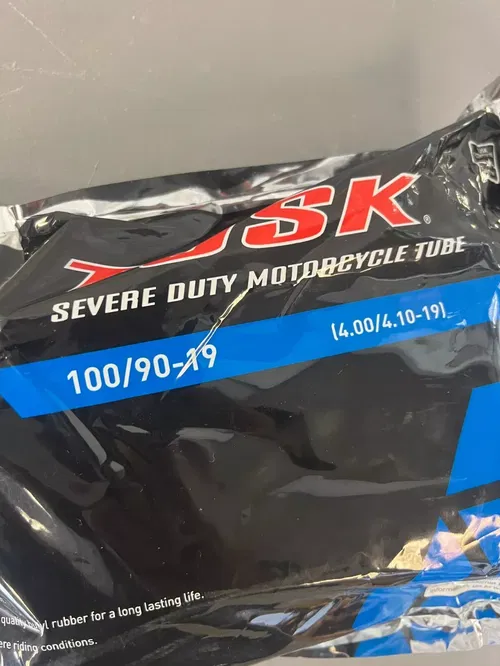 TUSK®
SEVERE DUTY MOTORCYCLE TUBE
100/90-19
(4.00/4.10-19)
rubber for a long lasting life.
riding conditions.